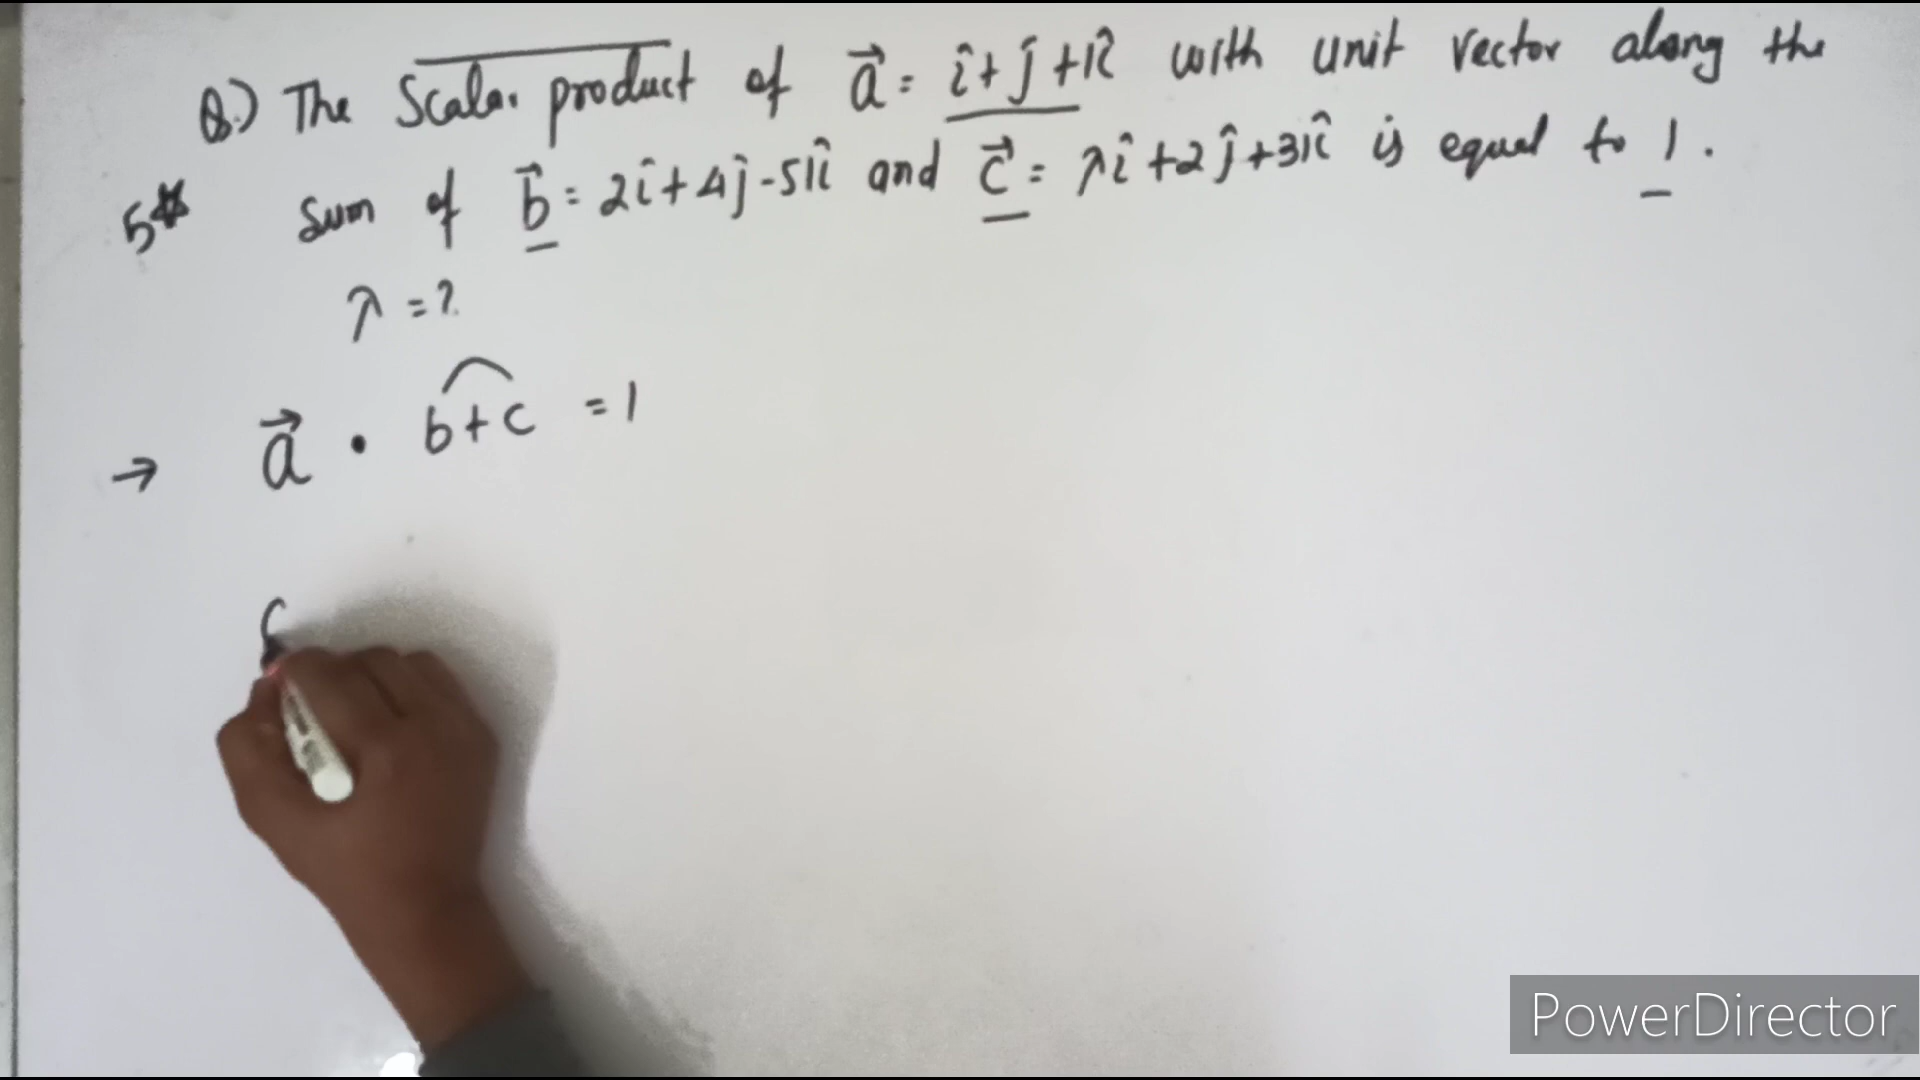 Q.) The Scalar product of a⃗ = î + ĵ + k̂ with unit vector along the
5* sum of b⃗ = 2î + 4ĵ - 5k̂ and c⃗ = λî + 2ĵ + 3k̂ is equal to 1.
λ = ?
→ a⃗ · b+c = 1
(
PowerDirector